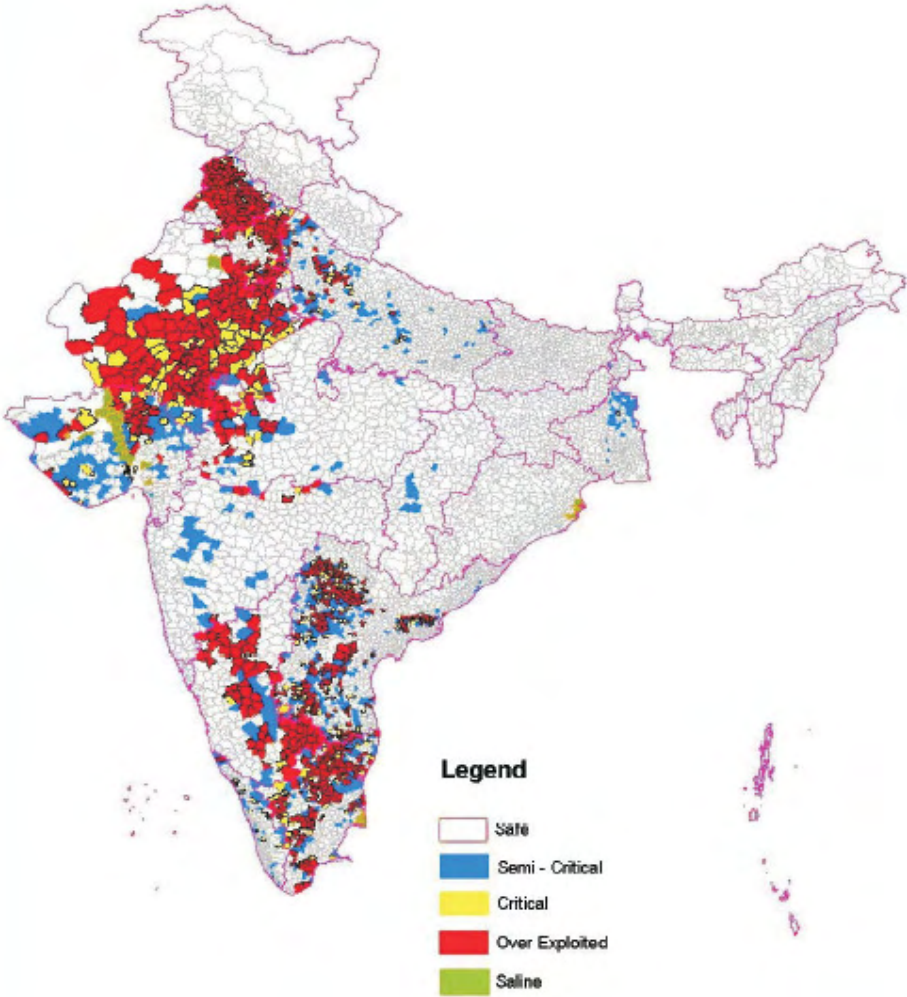 Legend
Safe
Semi - Critical
Critical
Over Exploited
Saline